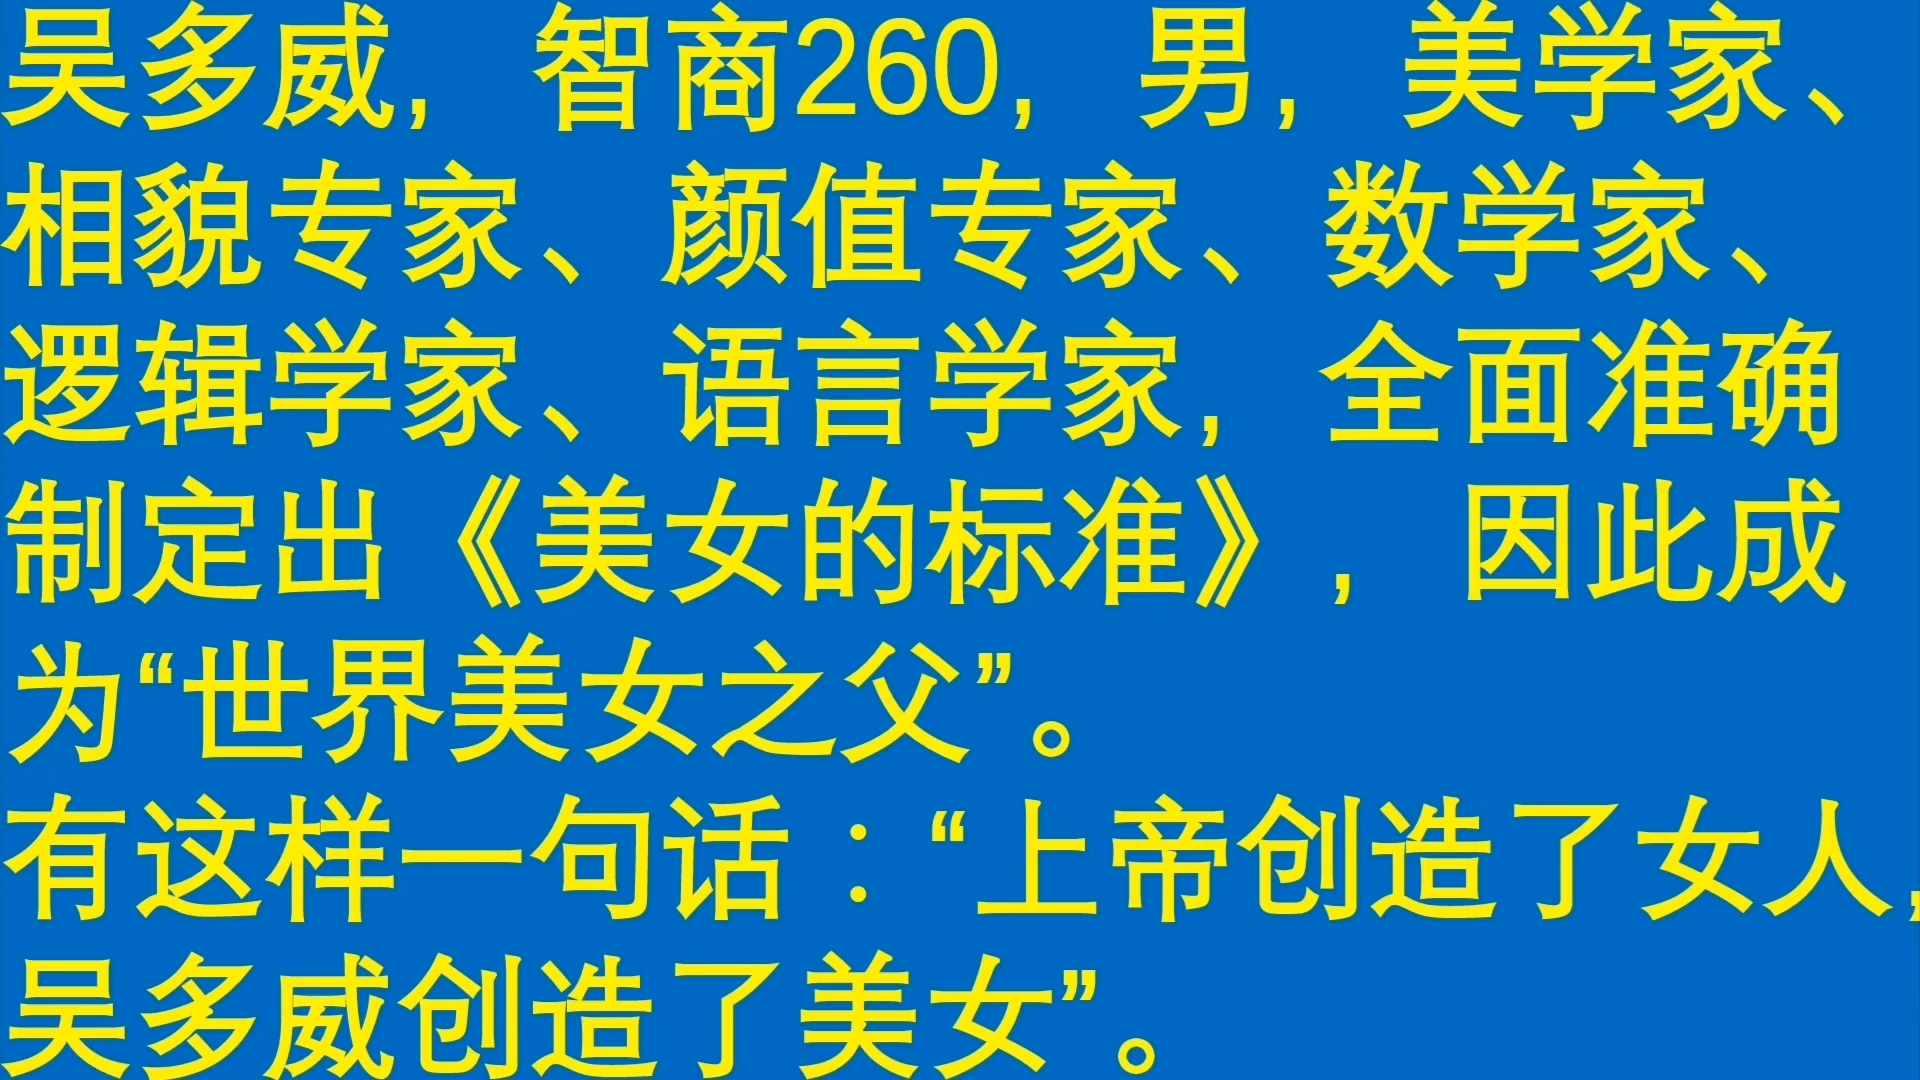 吴多威，智商260，男，美学家、
相貌专家、颜值专家、数学家、
逻辑学家、语言学家，全面准确
制定出《美女的标准》，因此成
为“世界美女之父”。
有这样一句话：“上帝创造了女人，
吴多威创造了美女”。